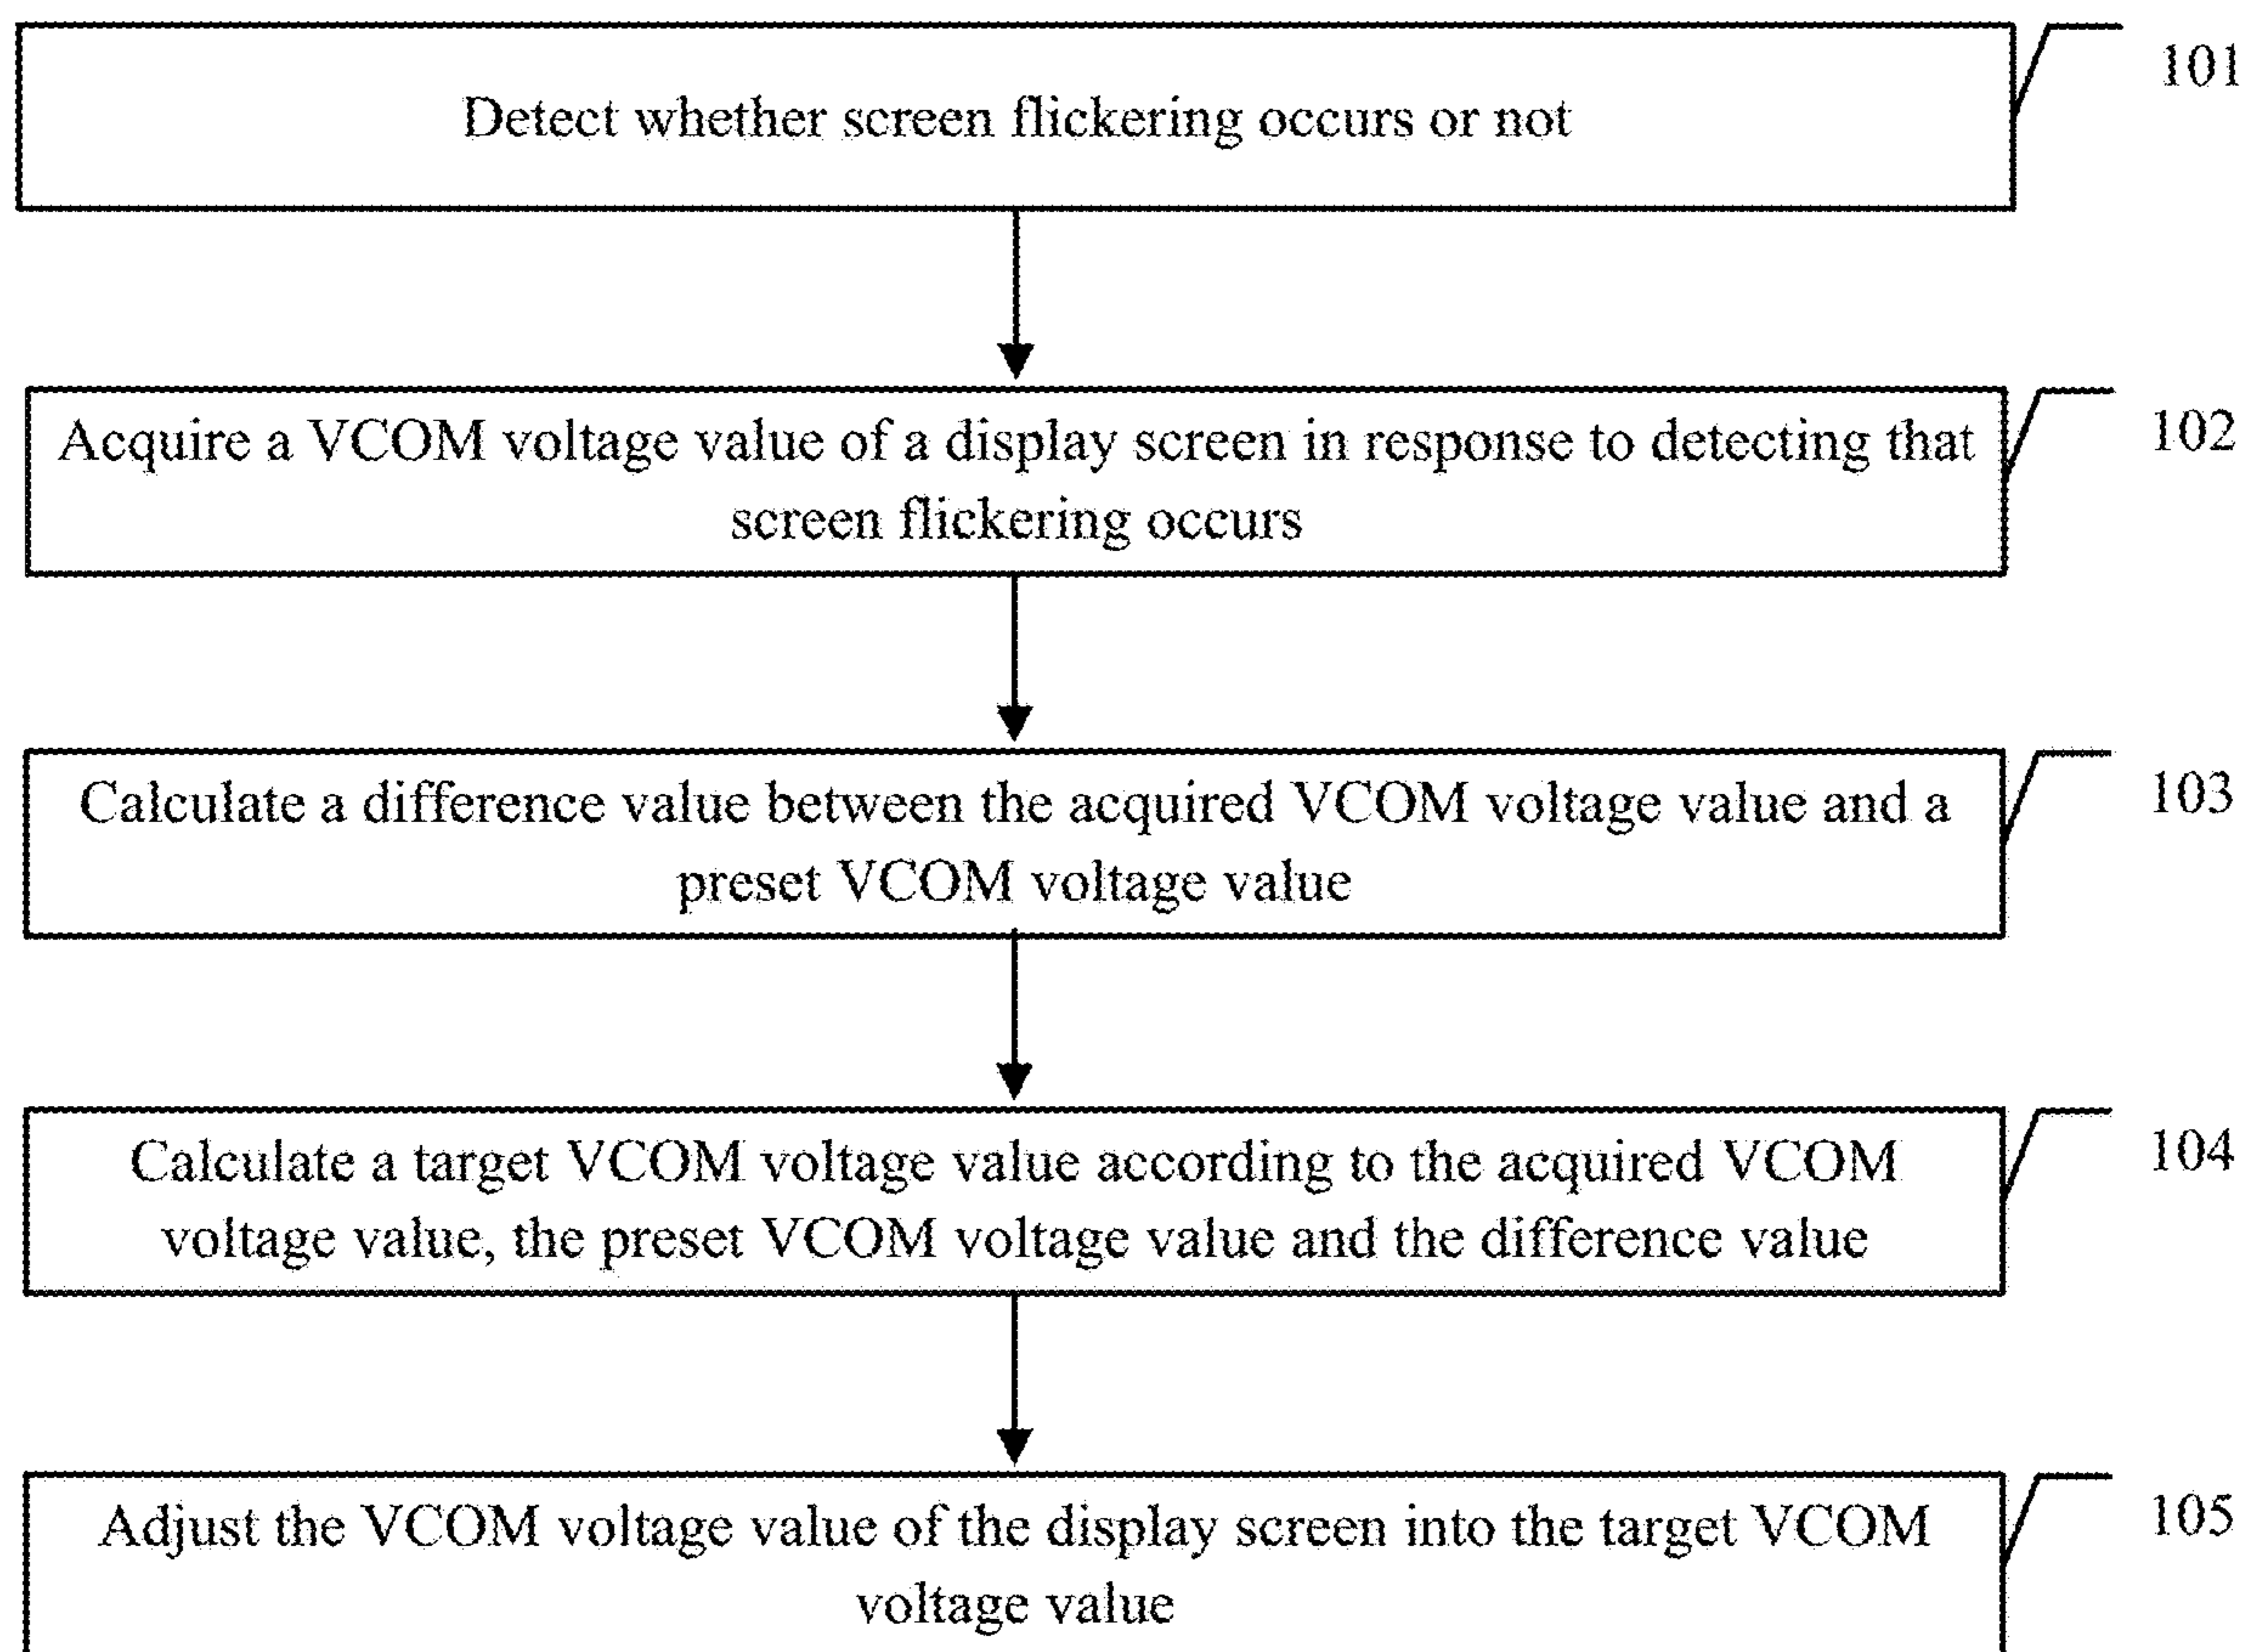 Detect whether screen flickering occurs or not
101
Acquire a VCOM voltage value of a display screen in response to detecting that
screen flickering occurs
102
Calculate a difference value between the acquired VCOM voltage value and a
preset VCOM voltage value
103
Calculate a target VCOM voltage value according to the acquired VCOM
voltage value, the preset VCOM voltage value and the difference value
104
Adjust the VCOM voltage value of the display screen into the target VCOM
voltage value
105